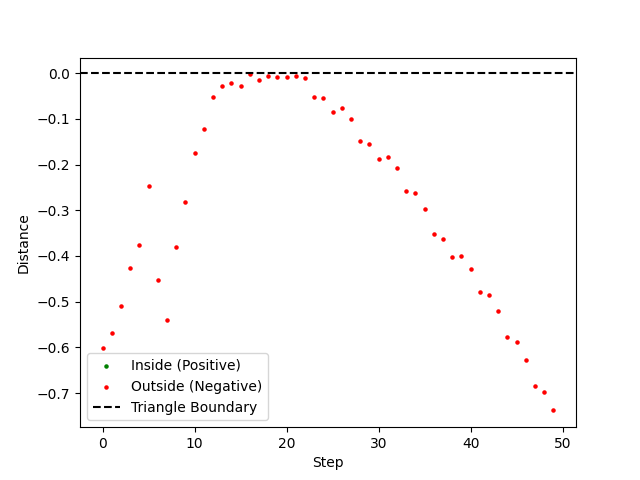 0.0
−0.1
−0.2
−0.3
−0.4
−0.5
−0.6
−0.7
Distance
Inside (Positive)
Outside (Negative)
Triangle Boundary
0 10 20 30 40 50
Step